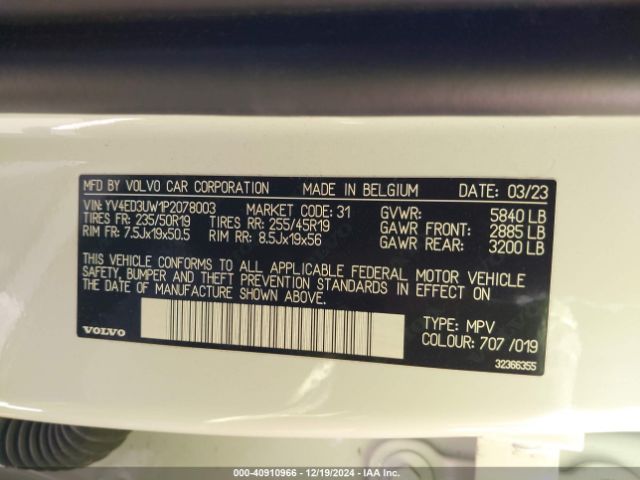 MFD BY VOLVO CAR CORPORATION MADE IN BELGIUM DATE: 03/23
VIN: YV4ED3UW1P2078003 MARKET CODE: 31 GVWR: 5840 LB
TIRES FR: 235/50R19 TIRES RR: 255/45R19 GAWR FRONT: 2885 LB
RIM FR: 7.5Jx19x50.5 RIM RR: 8.5Jx19x56 GAWR REAR: 3200 LB
THIS VEHICLE CONFORMS TO ALL APPLICABLE FEDERAL MOTOR VEHICLE
SAFETY, BUMPER AND THEFT PREVENTION STANDARDS IN EFFECT ON
THE DATE OF MANUFACTURE SHOWN ABOVE.
TYPE: MPV
VOLVO COLOUR: 707 /019
32366355
000-40910966 - 12/19/2024 - IAA Inc.